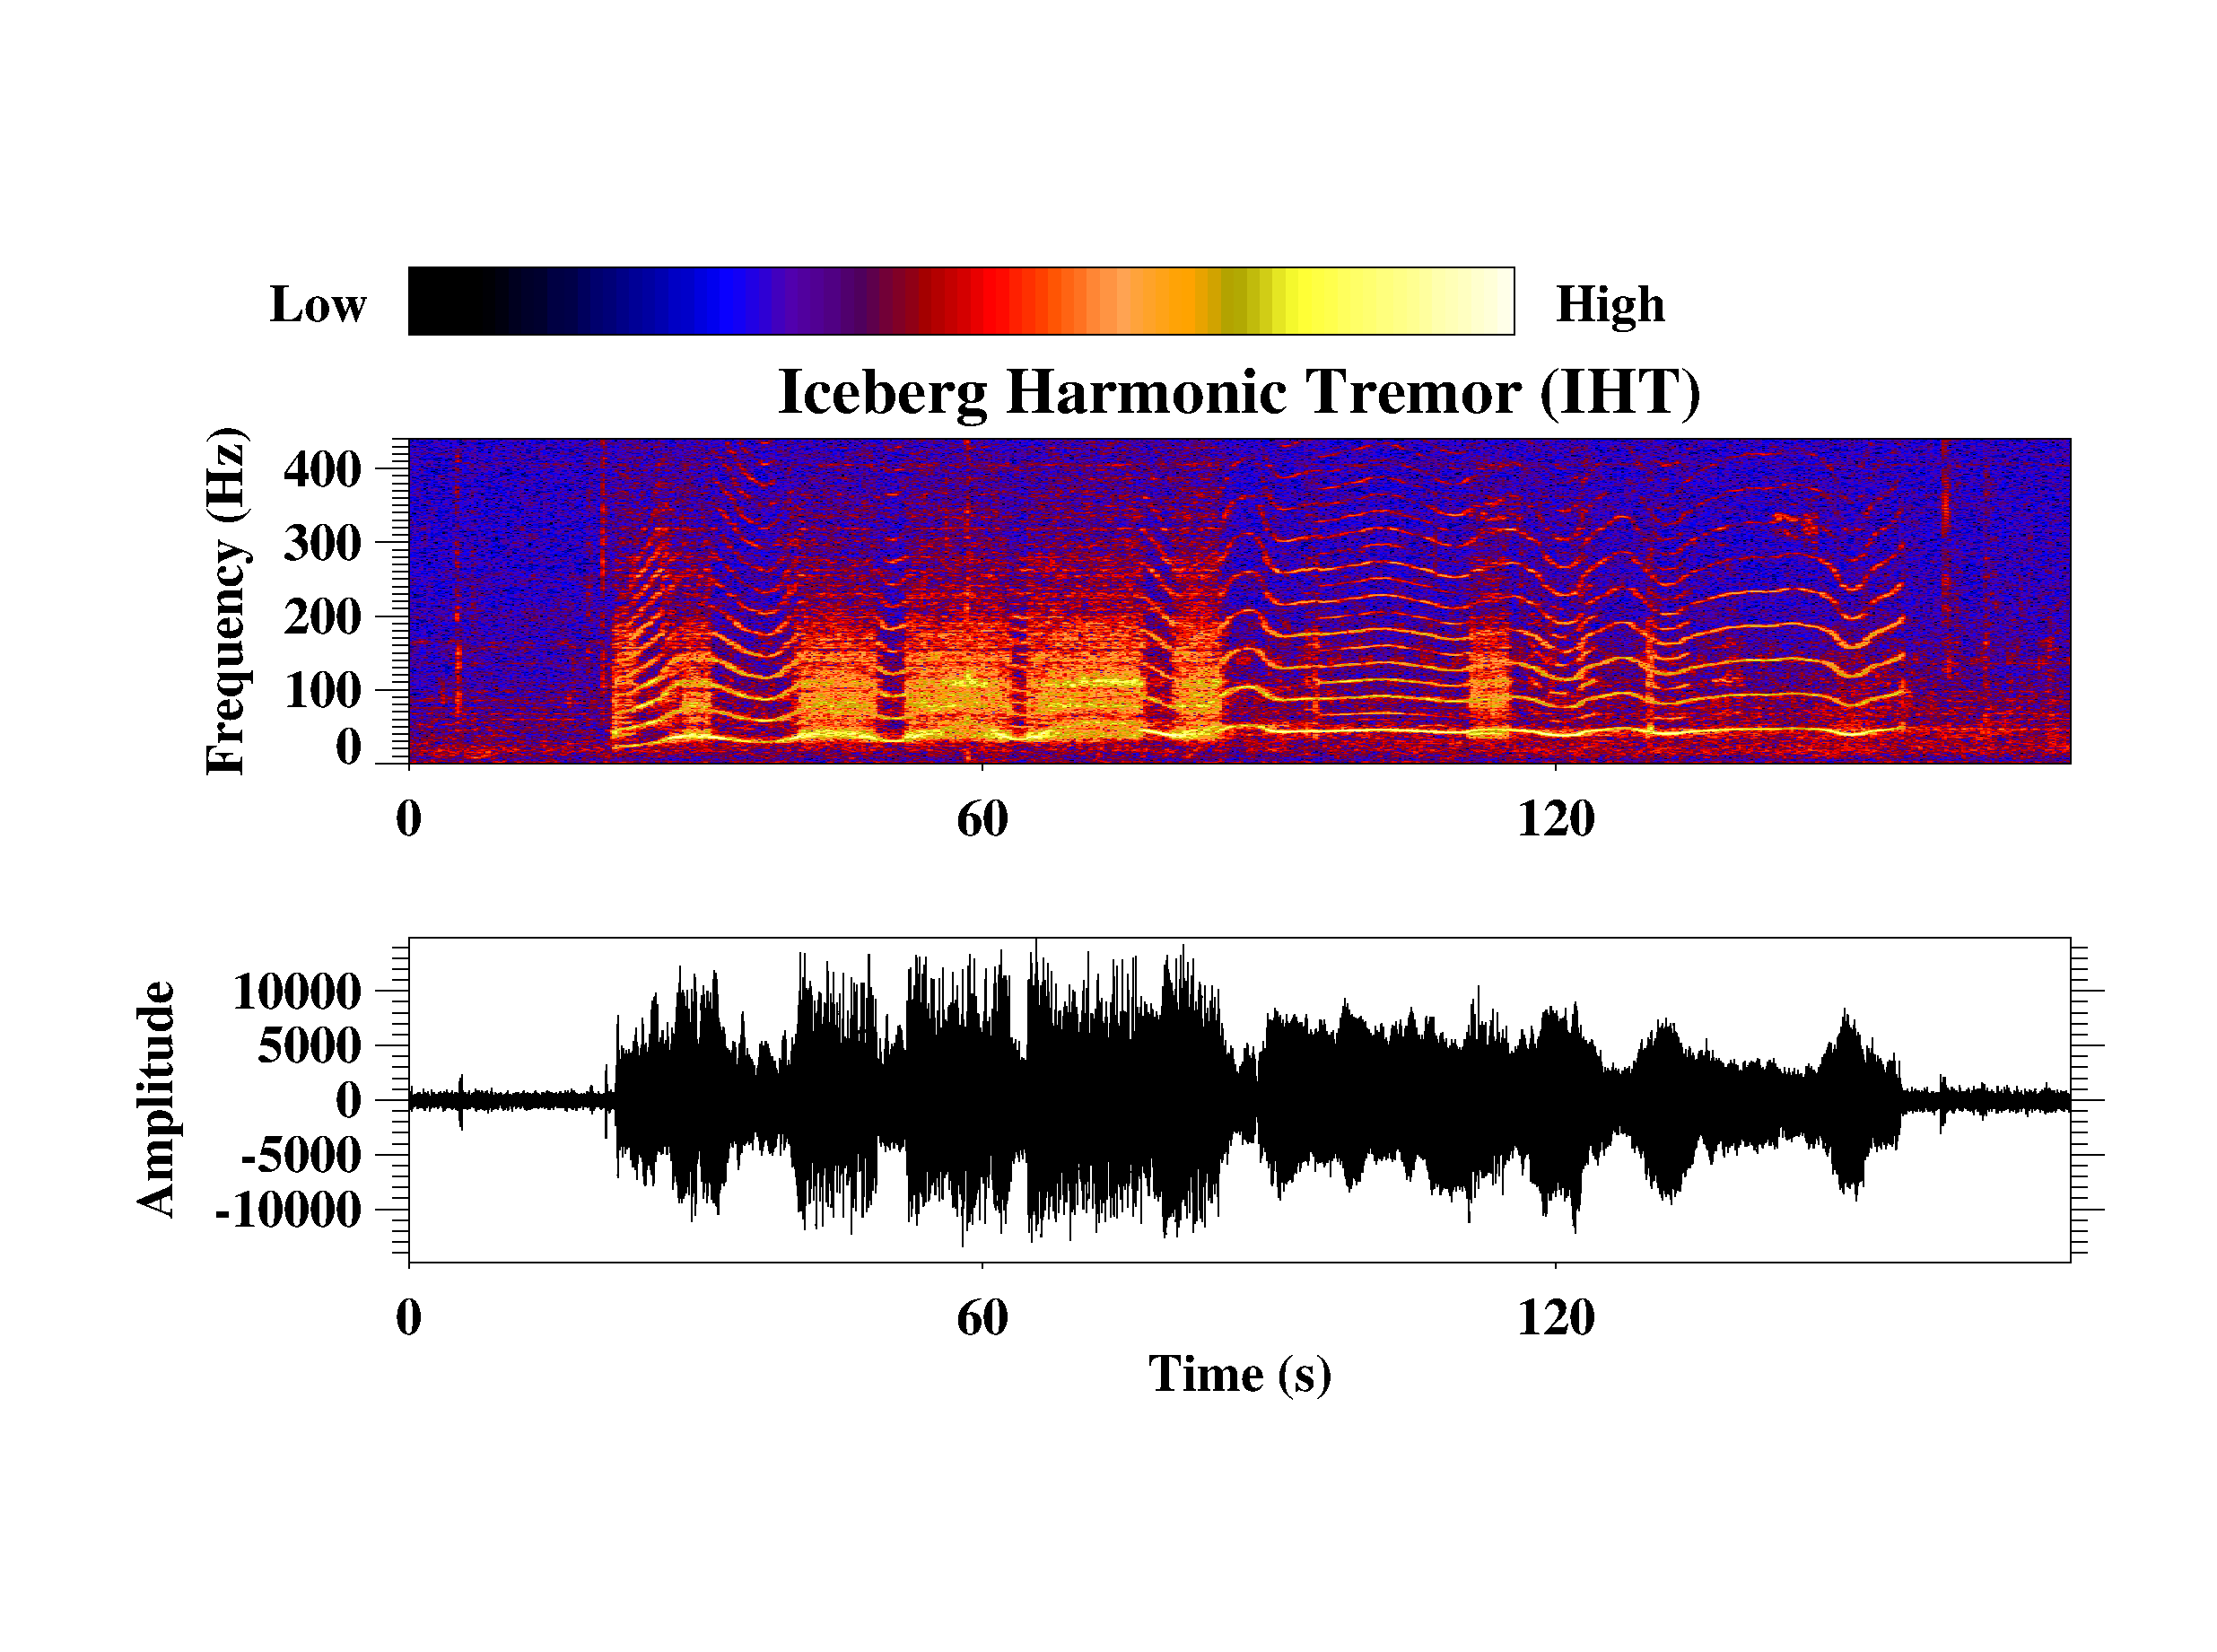 Low High
Iceberg Harmonic Tremor (IHT)
Frequency (Hz)
400
300
200
100
0
0 60 120
Amplitude
10000
5000
0
-5000
-10000
0 60 120
Time (s)